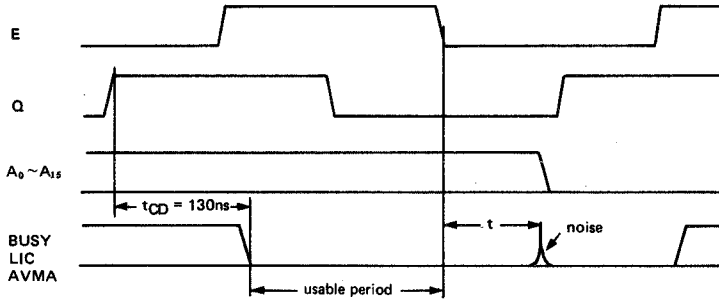 E
Q
A₀ ~ A₁₅
t_CD = 130ns
t
noise
BUSY
LIC
AVMA
usable period